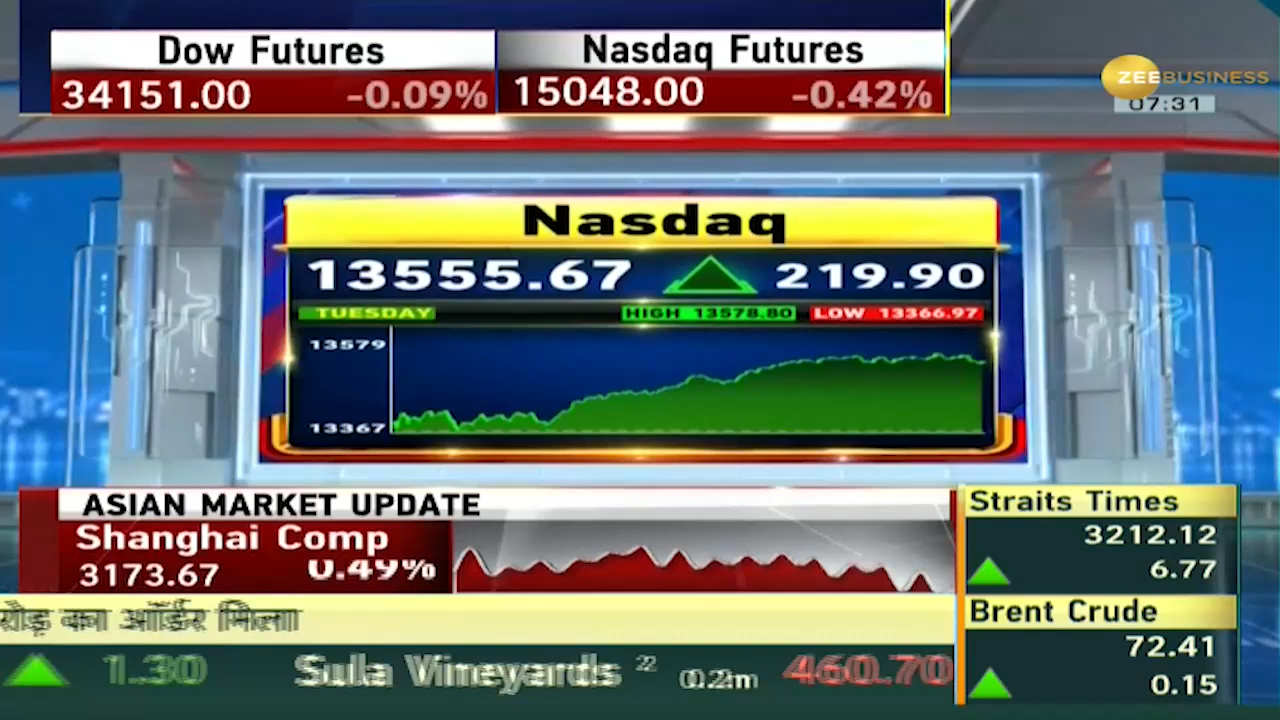 Dow Futures
34151.00 -0.09%
Nasdaq Futures
15048.00 -0.42%
ZEEBUSINESS
07:31
Nasdaq
13555.67 219.90
TUESDAY HIGH 13578.80 LOW 13366.97
13579
13367
ASIAN MARKET UPDATE
Shanghai Comp
3173.67 0.49%
Straits Times
3212.12
6.77
Brent Crude
72.41
0.15
का ऑर्डर मिला
1.30 Sula Vineyards 460.70